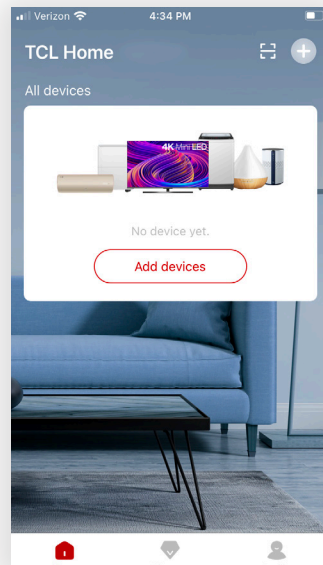 Verizon 4:34 PM
TCL Home
All devices
4K Mini LED
No device yet.
Add devices